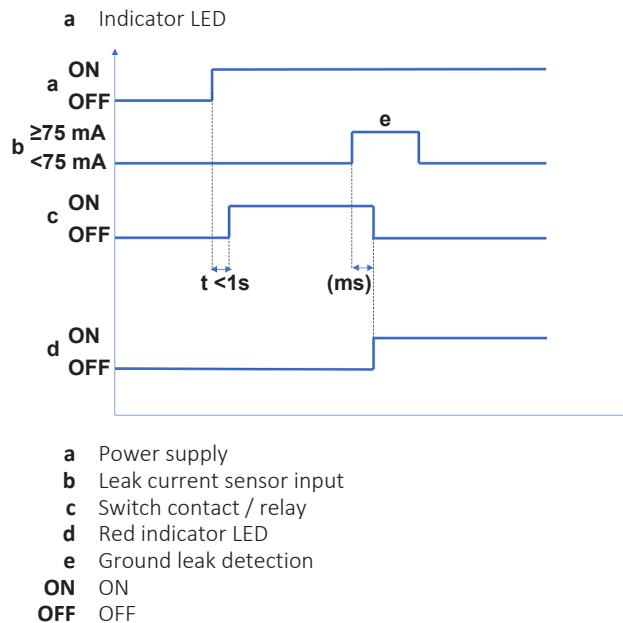 a Indicator LED
a ON
OFF
b ≥75 mA
<75 mA
e
c ON
OFF
t <1s
(ms)
d ON
OFF
a Power supply
b Leak current sensor input
c Switch contact / relay
d Red indicator LED
e Ground leak detection
ON ON
OFF OFF